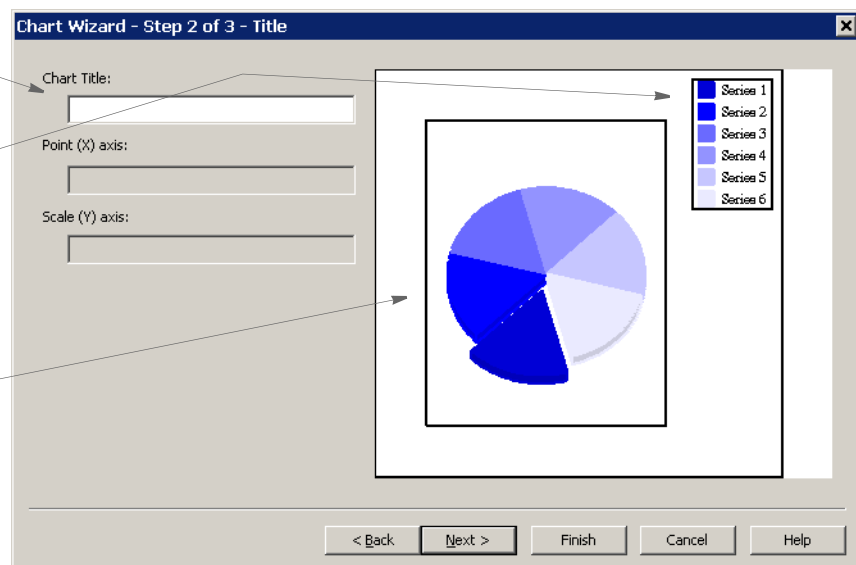 Chart Wizard - Step 2 of 3 - Title
Chart Title:
Point (X) axis:
Scale (Y) axis:
Series 1
Series 2
Series 3
Series 4
Series 5
Series 6
< Back
Next >
Finish
Cancel
Help